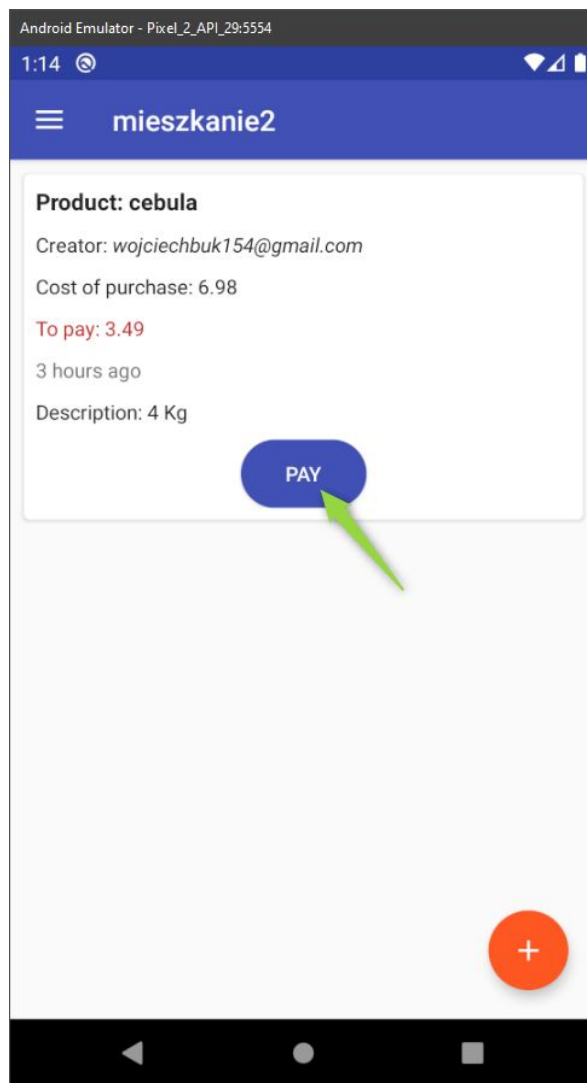 Android Emulator - Pixel_2_API_29:5554
1:14
mieszkanie2
Product: cebula
Creator: wojciechbuk154@gmail.com
Cost of purchase: 6.98
To pay: 3.49
3 hours ago
Description: 4 Kg
PAY
+